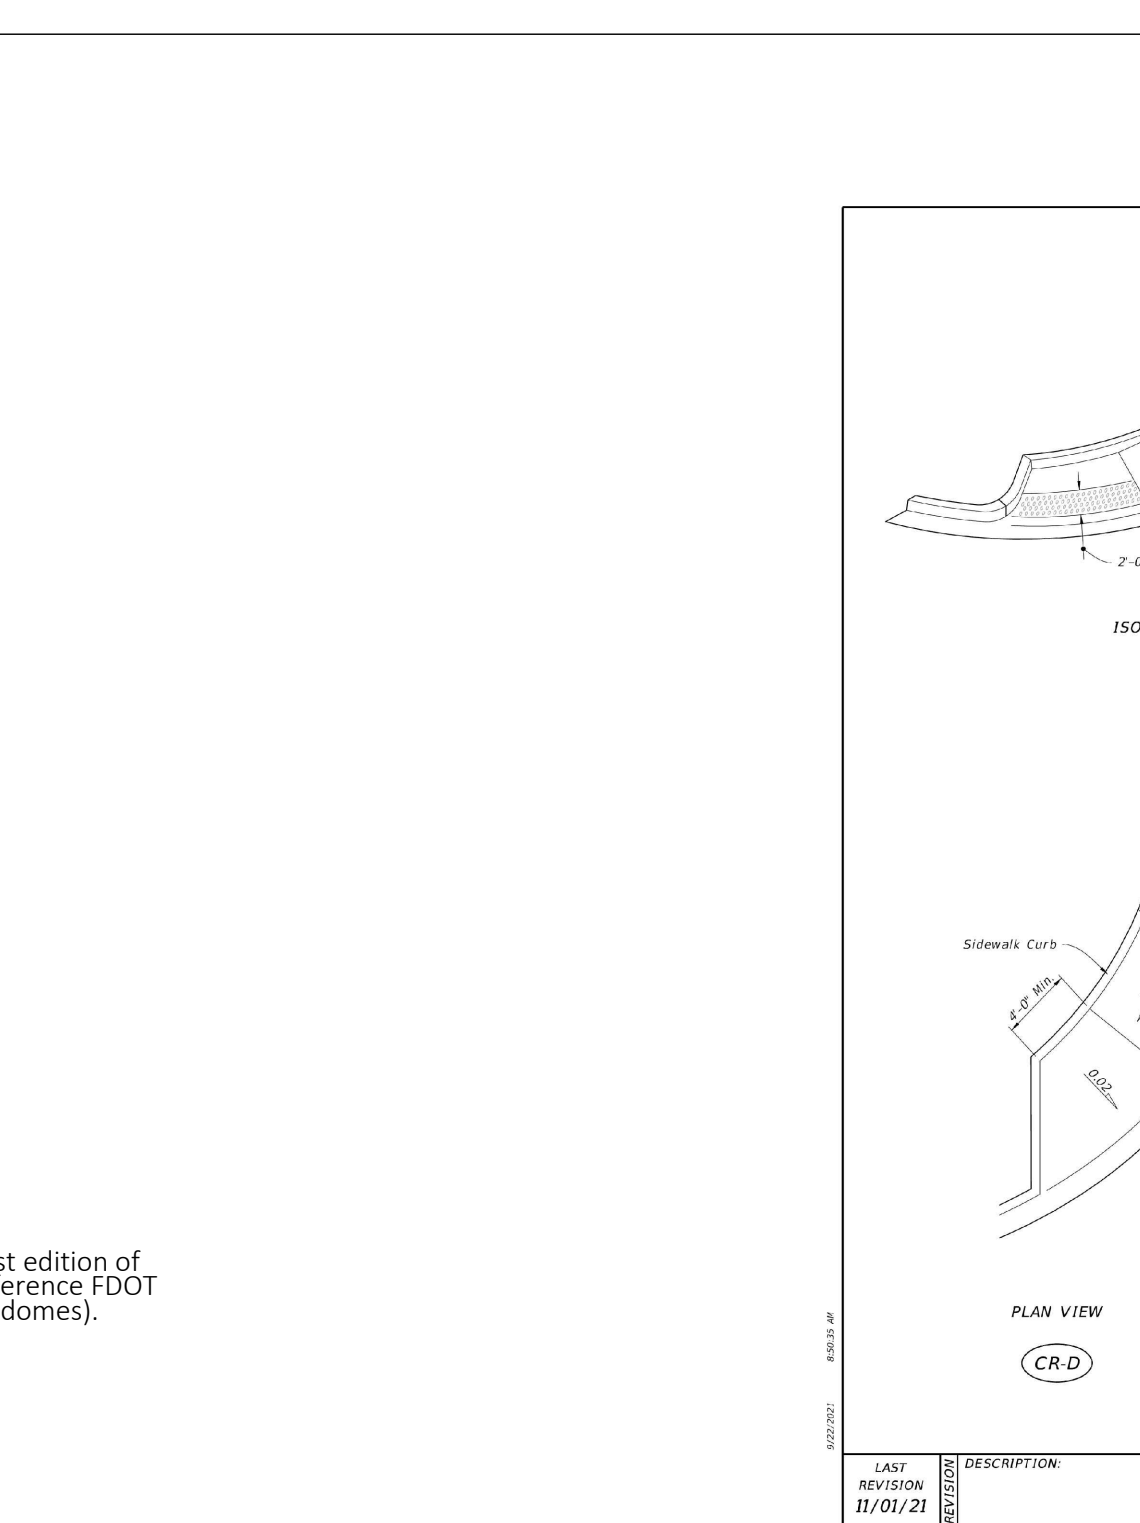 2'-0
ISO
Sidewalk Curb
4'-0" Min.
0.02
st edition of
ference FDOT
domes).
PLAN VIEW
CR-D
8:50:35 AM
9/22/2021
LAST
REVISION
11/01/21
REVISION
DESCRIPTION: